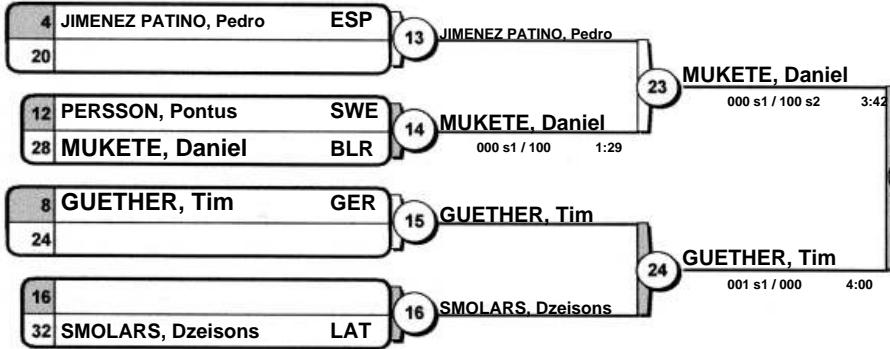 4 JIMENEZ PATINO, Pedro ESP
20
13
JIMENEZ PATINO, Pedro
12 PERSSON, Pontus SWE
28 MUKETE, Daniel BLR
14
MUKETE, Daniel
000 s1 / 100 1:29
23
MUKETE, Daniel
000 s1 / 100 s2 3:42
8 GUETHER, Tim GER
24
15
GUETHER, Tim
16
32 SMOLARS, Dzeisons LAT
16
SMOLARS, Dzeisons
24
GUETHER, Tim
001 s1 / 000 4:00